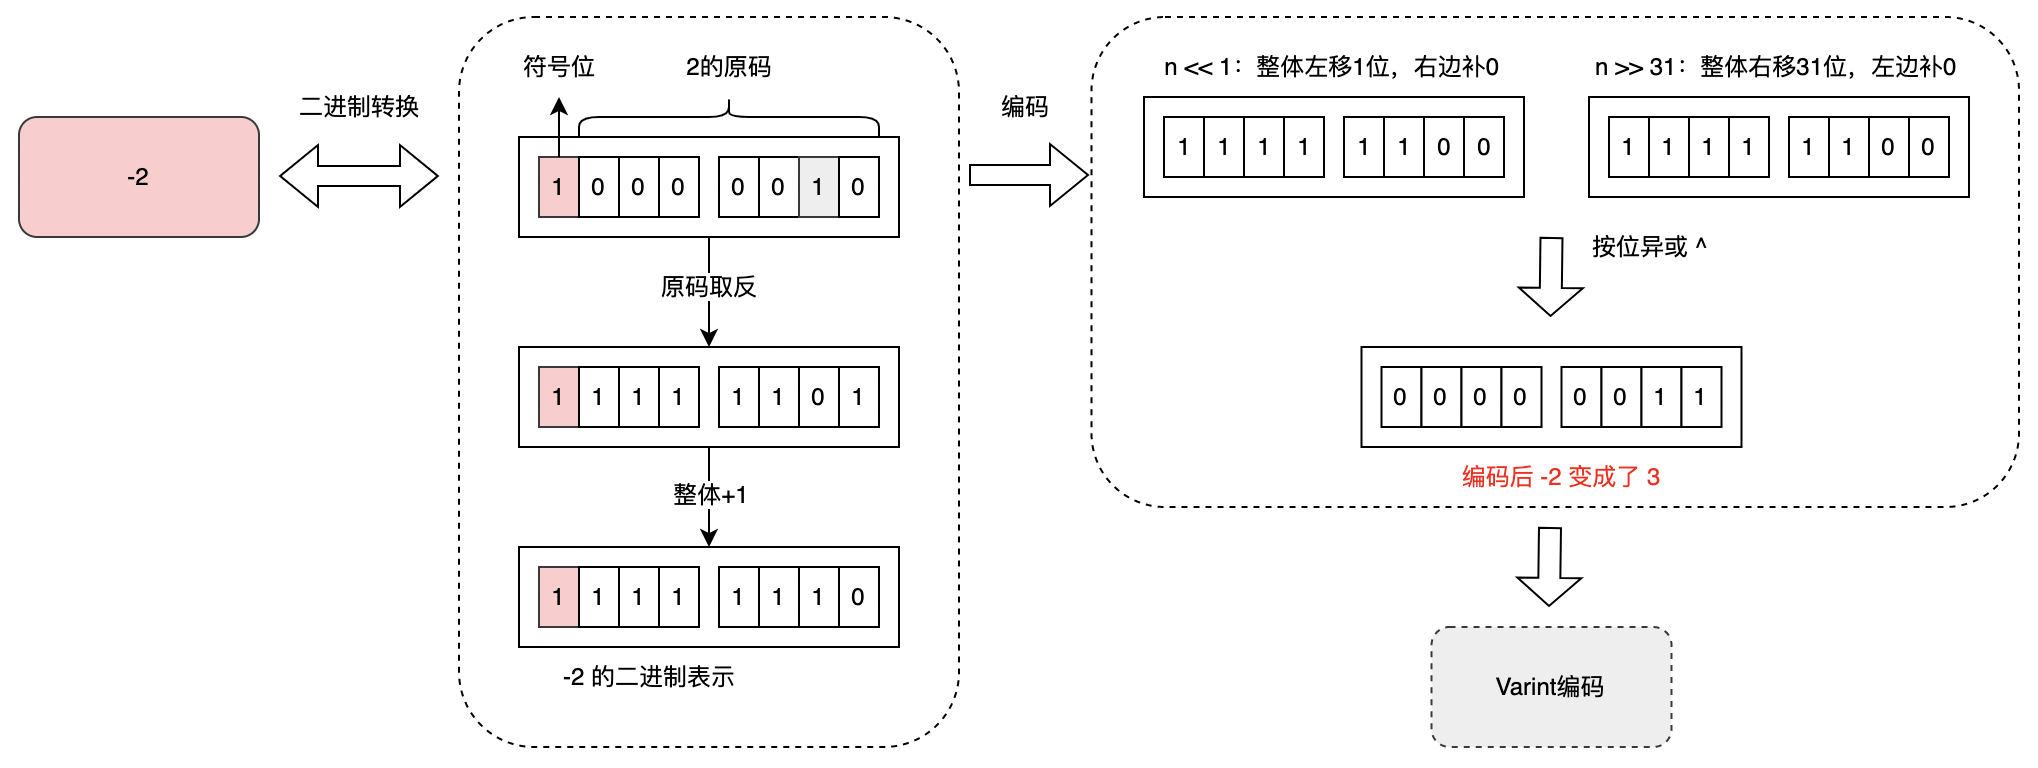 -2
二进制转换
符号位
2的原码
1 0 0 0 0 0 1 0
原码取反
1 1 1 1 1 1 0 1
整体+1
1 1 1 1 1 1 1 0
-2 的二进制表示
编码
n << 1：整体左移1位，右边补0
1 1 1 1 1 1 0 0
n >> 31：整体右移31位，左边补0
1 1 1 1 1 1 0 0
按位异或 ^
0 0 0 0 0 0 1 1
编码后 -2 变成了 3
Varint编码